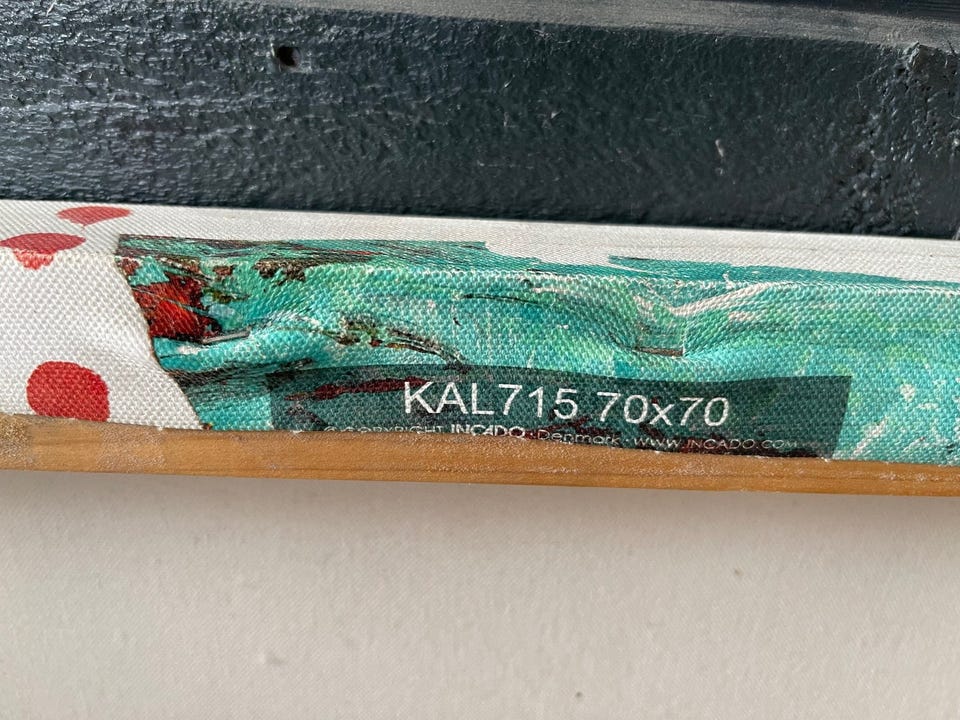 KAL715 70x70
COPYRIGHT INCADO · Denmark · WWW.INCADO.COM